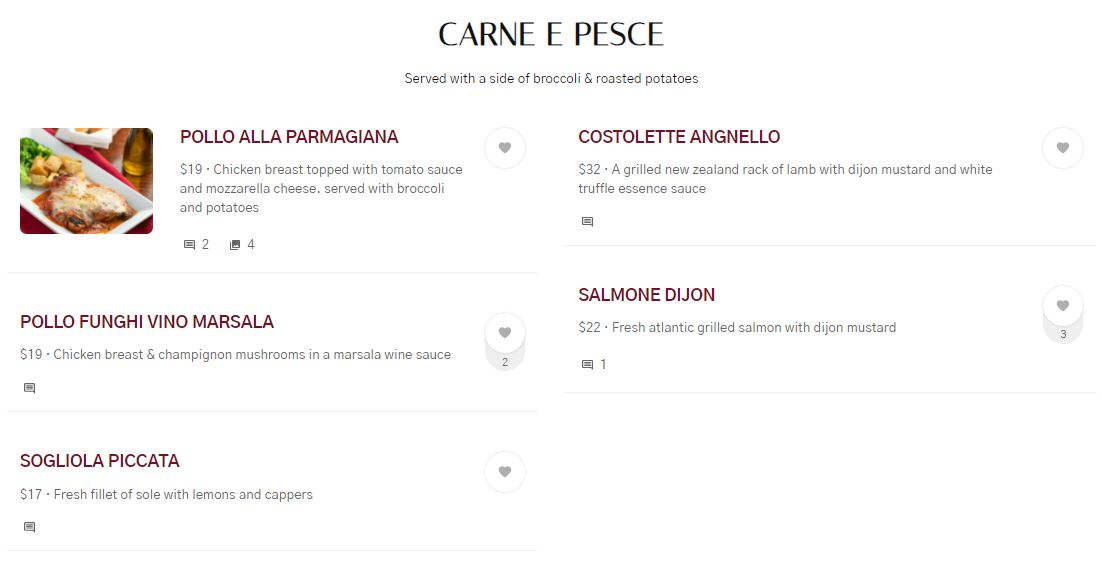 CARNE E PESCE
Served with a side of broccoli & roasted potatoes
POLLO ALLA PARMAGIANA
$19 · Chicken breast topped with tomato sauce
and mozzarella cheese. served with broccoli
and potatoes
2 4
POLLO FUNGHI VINO MARSALA
$19 · Chicken breast & champignon mushrooms in a marsala wine sauce
2
SOGLIOLA PICCATA
$17 · Fresh fillet of sole with lemons and cappers
COSTOLETTE ANGNELLO
$32 · A grilled new zealand rack of lamb with dijon mustard and white
truffle essence sauce
SALMONE DIJON
$22 · Fresh atlantic grilled salmon with dijon mustard
3
1